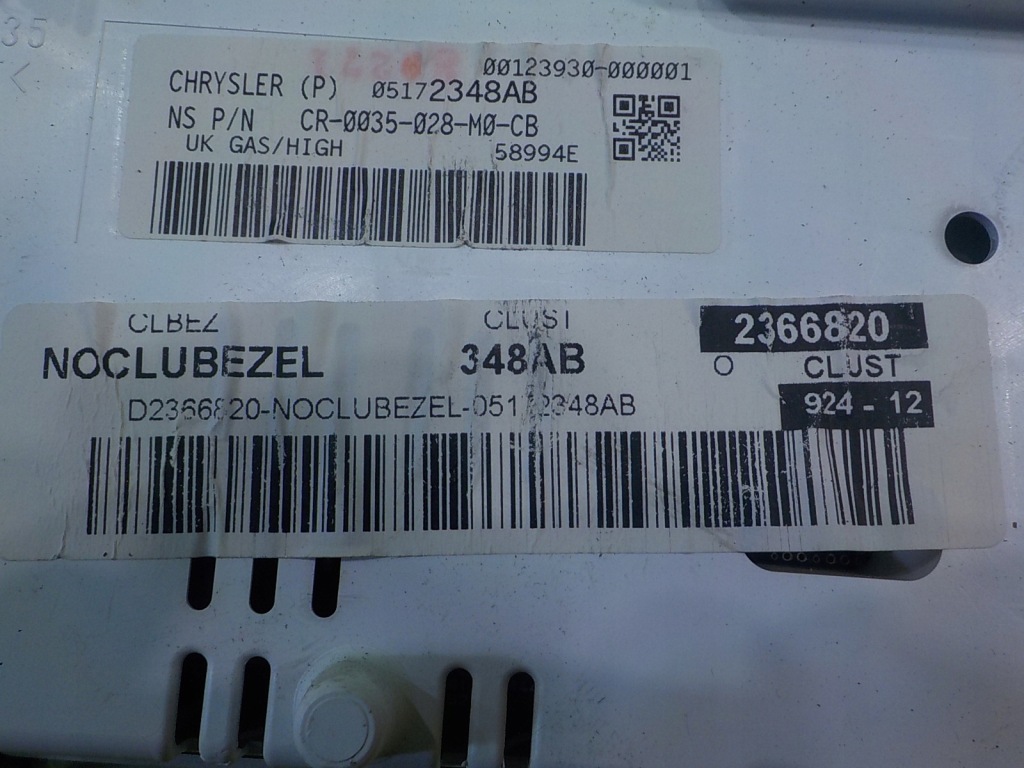 35
00123930-000001
CHRYSLER (P) 05172348AB
NS P/N CR-0035-028-M0-CB
UK GAS/HIGH 58994E
CLBEZ CLUST 2366820
NOCLUBEZEL 348AB O CLUST
D2366820-NOCLUBEZEL-05172348AB 924 - 12